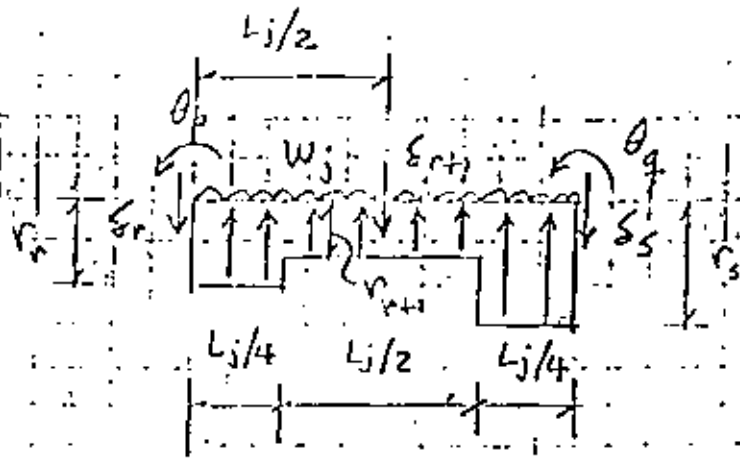 Lj/2
θp
Wj
δr+1
θq
rr
δr
δs
rs
rr+1
Lj/4
Lj/2
Lj/4